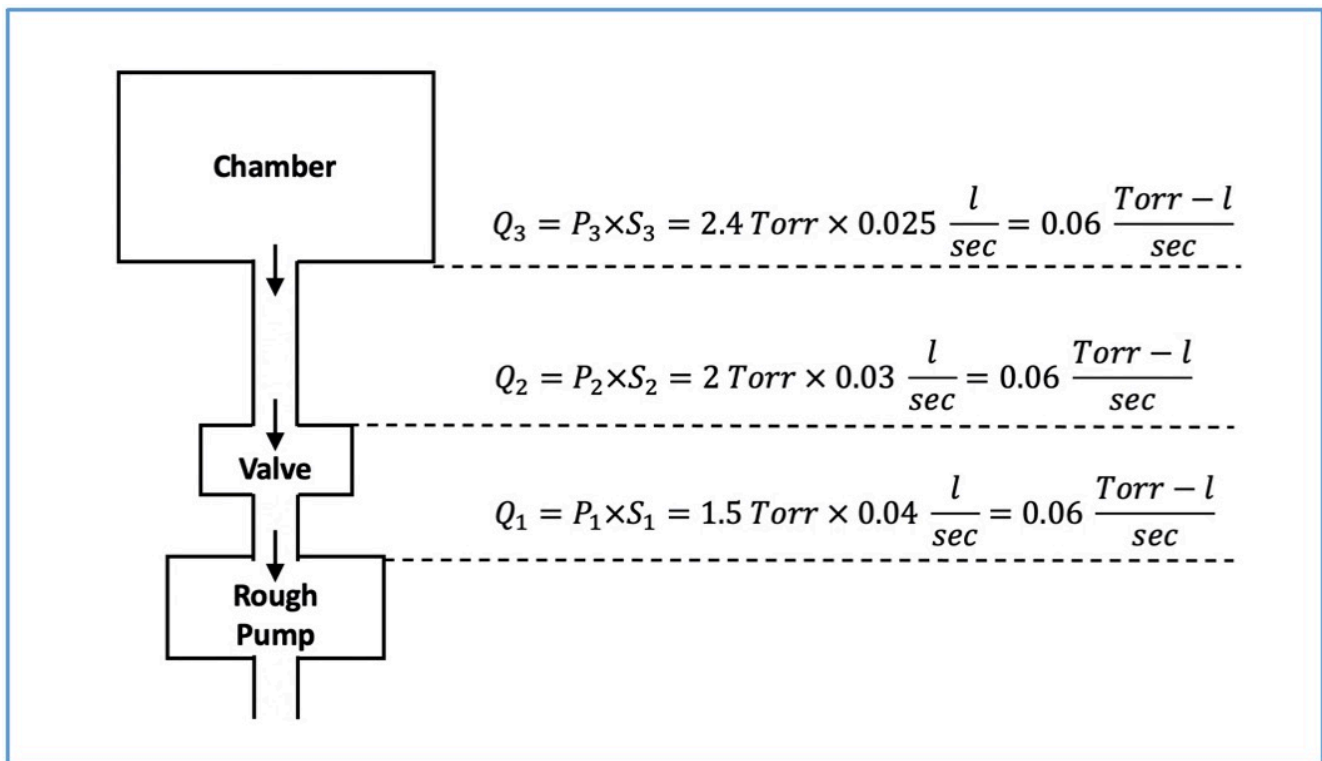 Chamber
Q₃ = P₃×S₃ = 2.4 Torr × 0.025 l/sec = 0.06 Torr − l/sec
Q₂ = P₂×S₂ = 2 Torr × 0.03 l/sec = 0.06 Torr − l/sec
Valve
Q₁ = P₁×S₁ = 1.5 Torr × 0.04 l/sec = 0.06 Torr − l/sec
Rough
Pump